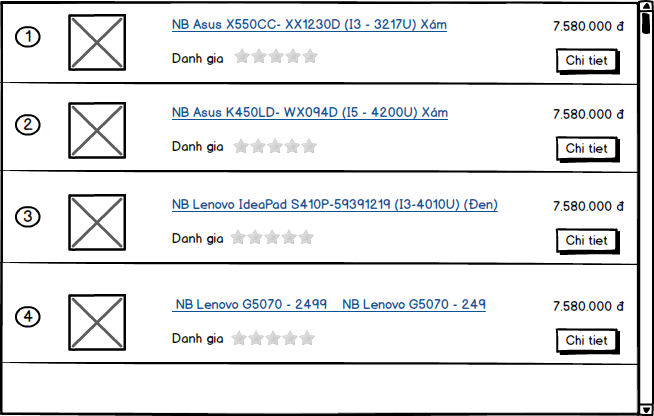 1
NB Asus X550CC- XX1230D (I3 - 3217U) Xám
7.580.000 đ
Danh gia
Chi tiet
2
NB Asus K450LD- WX094D (I5 - 4200U) Xám
7.580.000 đ
Danh gia
Chi tiet
3
NB Lenovo IdeaPad S410P-59391219 (I3-4010U) (Đen)
7.580.000 đ
Danh gia
Chi tiet
4
NB Lenovo G5070 - 2499 NB Lenovo G5070 - 249
7.580.000 đ
Danh gia
Chi tiet